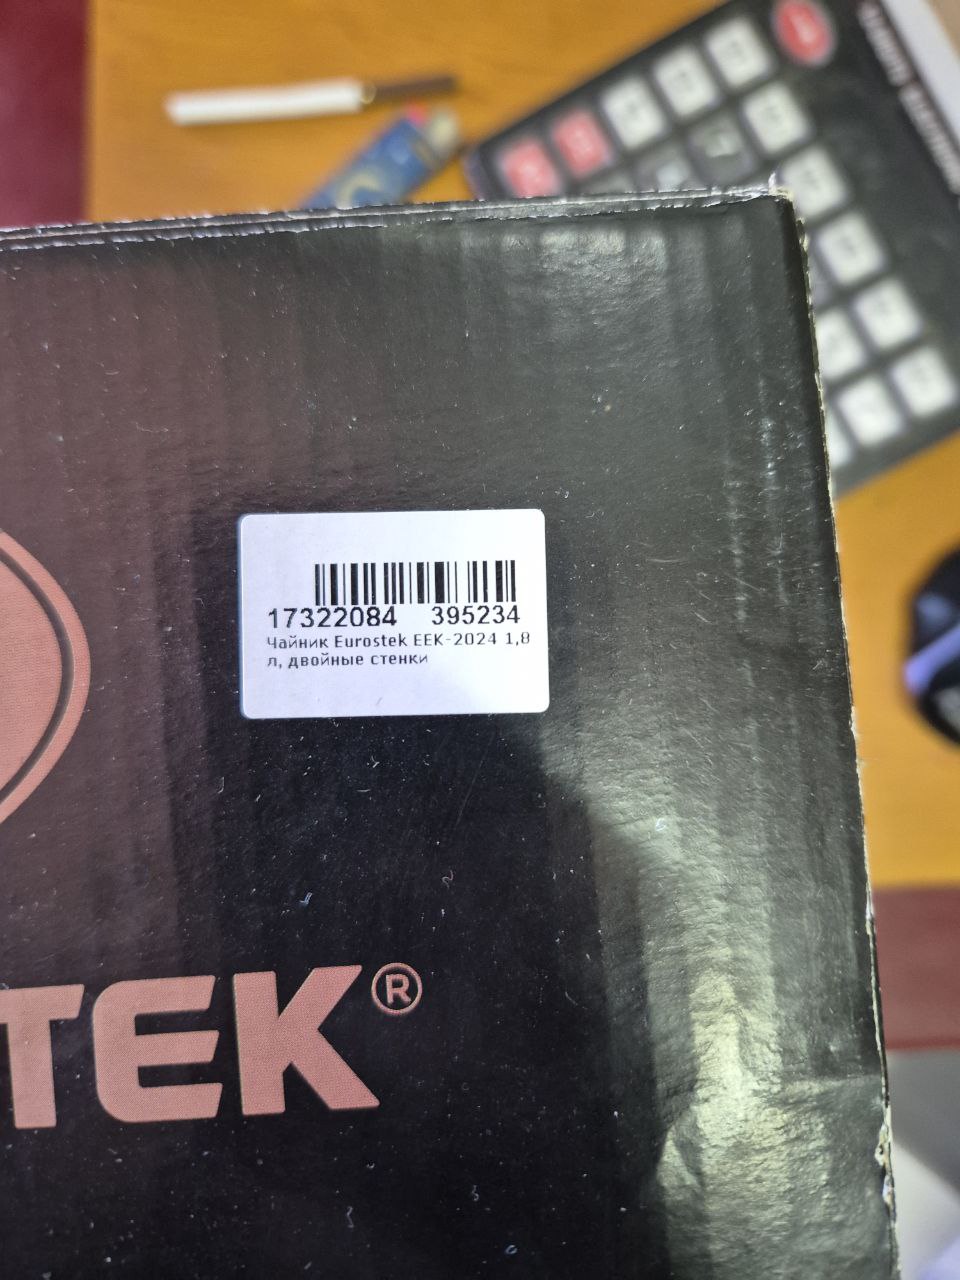 17322084 395234
Чайник Eurostek EEK-2024 1,8
л, двойные стенки
TEK®